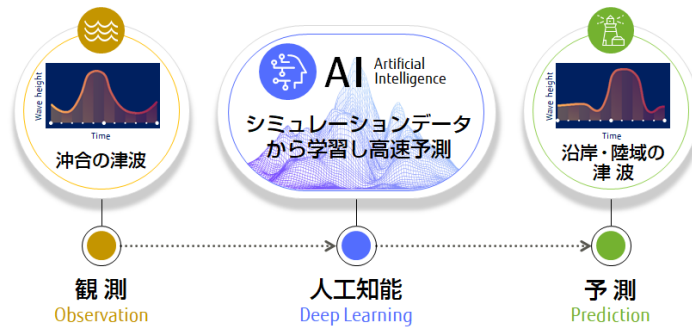 Wave height
Time
沖合の津波
AI Artificial
Intelligence
シミュレーションデータ
から学習し高速予測
Wave height
Time
沿岸・陸域の
津 波
観 測
Observation
人工知能
Deep Learning
予 測
Prediction